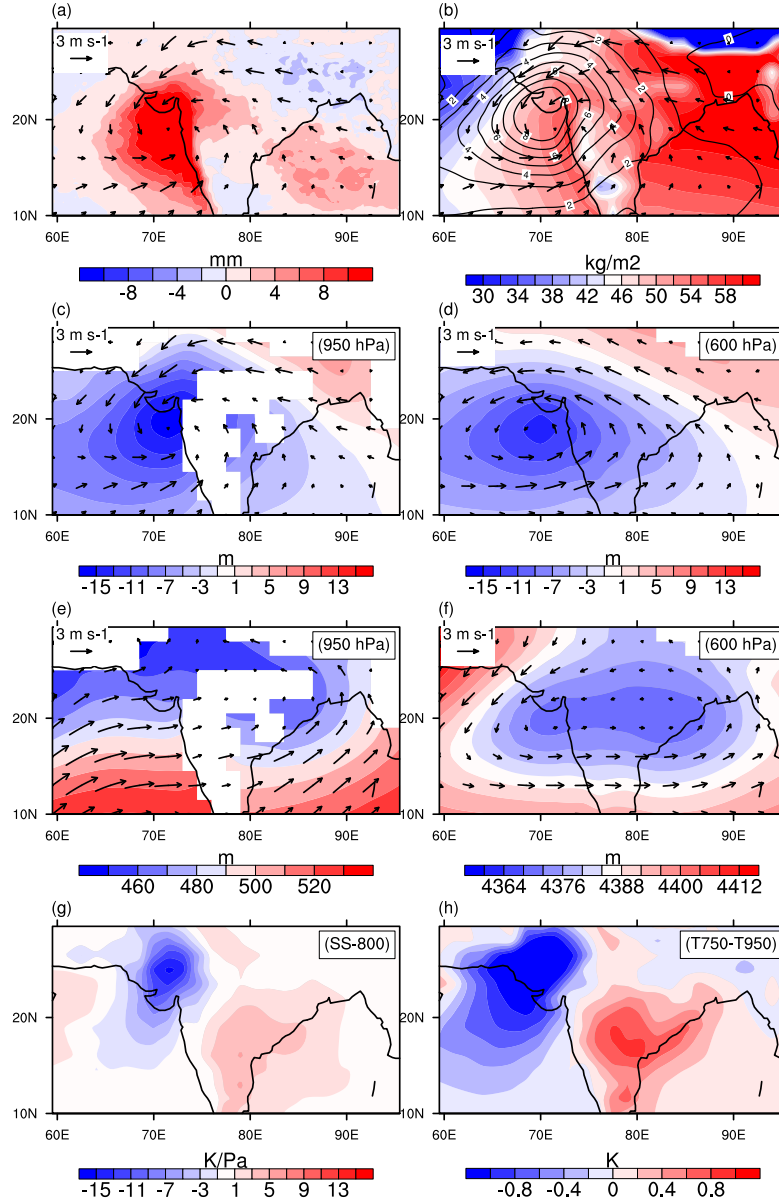 (a) (b)
3 m s-1 3 m s-1
20N 20N
10N 10N
60E 70E 80E 90E 60E 70E 80E 90E
-8 -4 0 4 8 30 34 38 42 46 50 54 58
mm kg/m2
(c) (d)
3 m s-1 (950 hPa) 3 m s-1 (600 hPa)
20N 20N
10N 10N
60E 70E 80E 90E 60E 70E 80E 90E
m m
-15 -11 -7 -3 1 5 9 13 -15 -11 -7 -3 1 5 9 13
(e) (f)
3 m s-1 (950 hPa) 3 m s-1 (600 hPa)
20N 20N
10N 10N
60E 70E 80E 90E 60E 70E 80E 90E
m m
460 480 500 520 4364 4376 4388 4400 4412
(g) (h)
(SS-800) (T750-T950)
20N 20N
10N 10N
60E 70E 80E 90E 60E 70E 80E 90E
K/Pa K
-15 -11 -7 -3 1 5 9 13 -0.8 -0.4 0 0.4 0.8